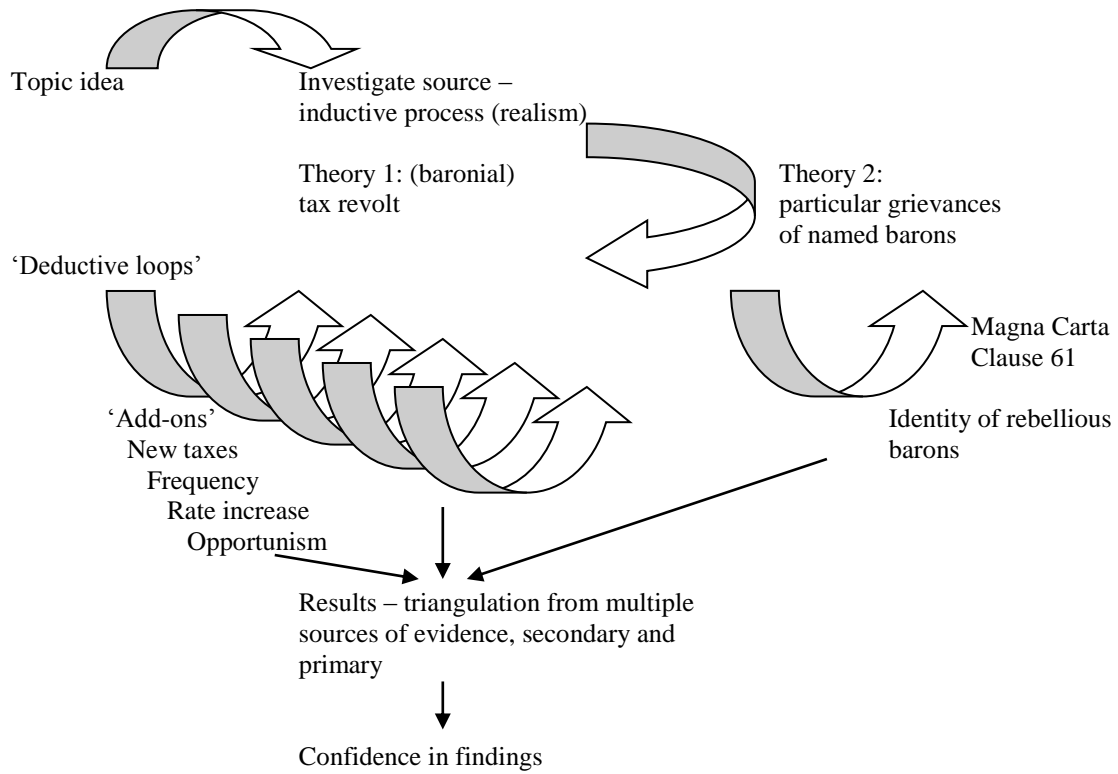 Topic idea
Investigate source –
inductive process (realism)
Theory 1: (baronial)
tax revolt
Theory 2:
particular grievances
of named barons
‘Deductive loops’
Magna Carta
Clause 61
‘Add-ons’
New taxes
Frequency
Rate increase
Opportunism
Identity of rebellious
barons
Results – triangulation from multiple
sources of evidence, secondary and
primary
Confidence in findings